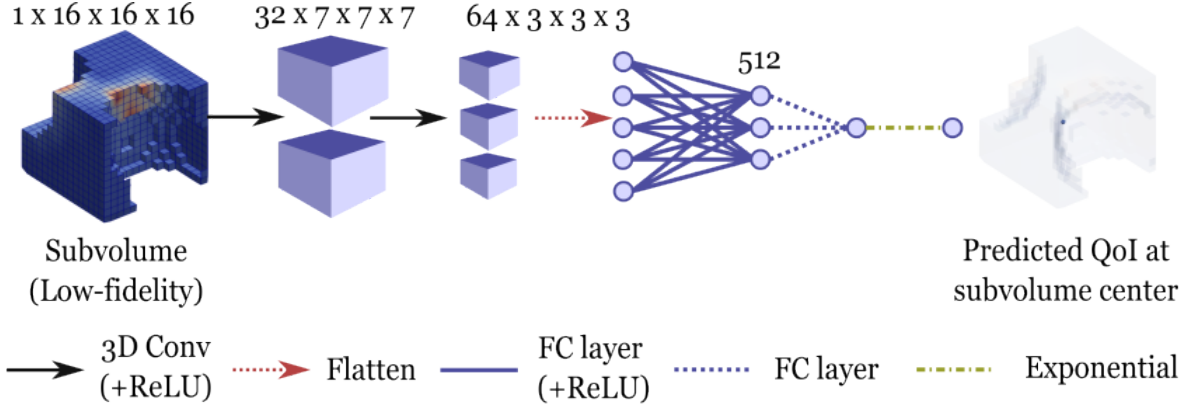 1 x 16 x 16 x 16
32 x 7 x 7 x 7
64 x 3 x 3 x 3
512
Subvolume
(Low-fidelity)
Predicted QoI at
subvolume center
3D Conv
(+ReLU)
Flatten
FC layer
(+ReLU)
FC layer
Exponential